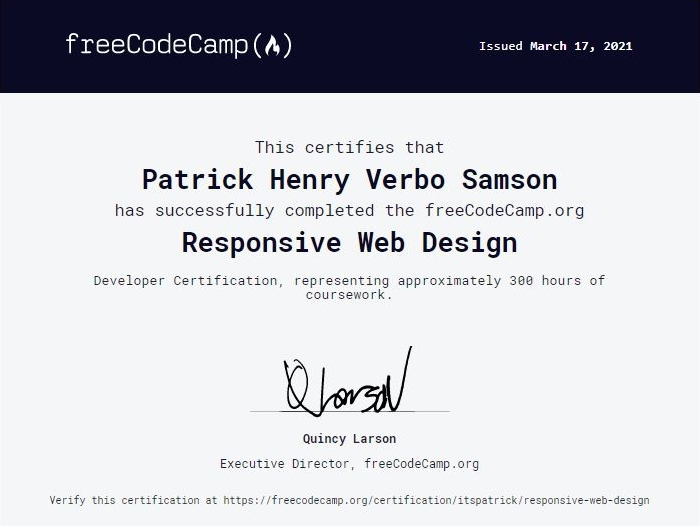 freeCodeCamp(🔥)
Issued March 17, 2021
This certifies that
Patrick Henry Verbo Samson
has successfully completed the freeCodeCamp.org
Responsive Web Design
Developer Certification, representing approximately 300 hours of
coursework.
QLarson
Quincy Larson
Executive Director, freeCodeCamp.org
Verify this certification at https://freecodecamp.org/certification/itspatrick/responsive-web-design